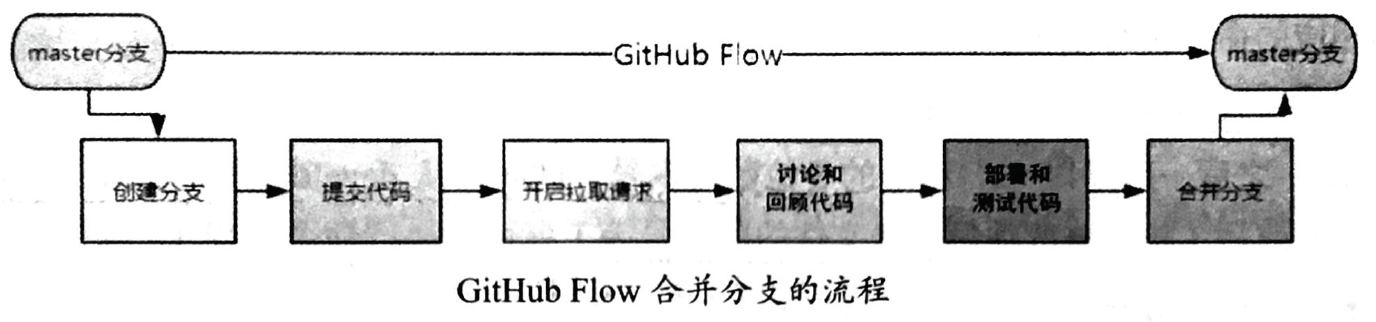 master分支
GitHub Flow
master分支
创建分支
提交代码
开启拉取请求
讨论和
回顾代码
部署和
测试代码
合并分支
GitHub Flow 合并分支的流程